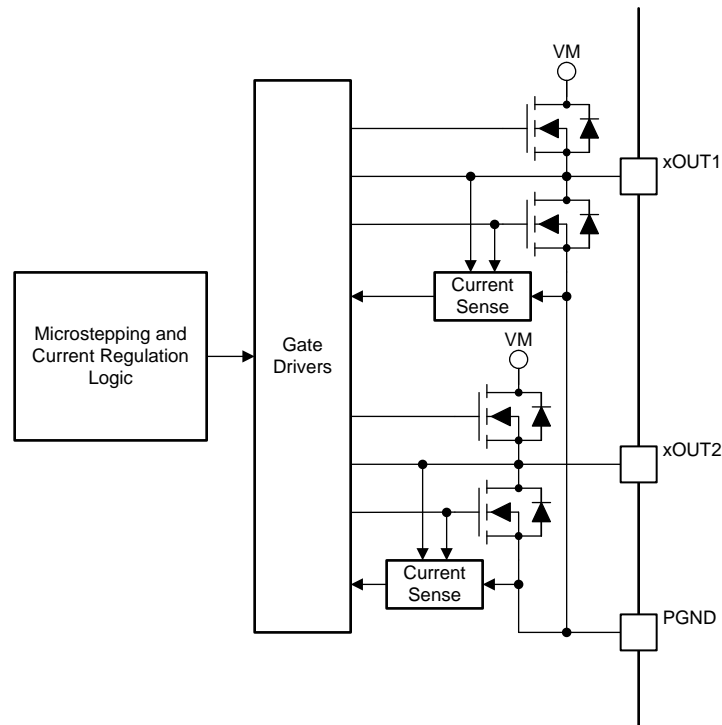 VM
xOUT1
Current
Sense
Microstepping and
Current Regulation
Logic
Gate
Drivers
VM
xOUT2
Current
Sense
PGND